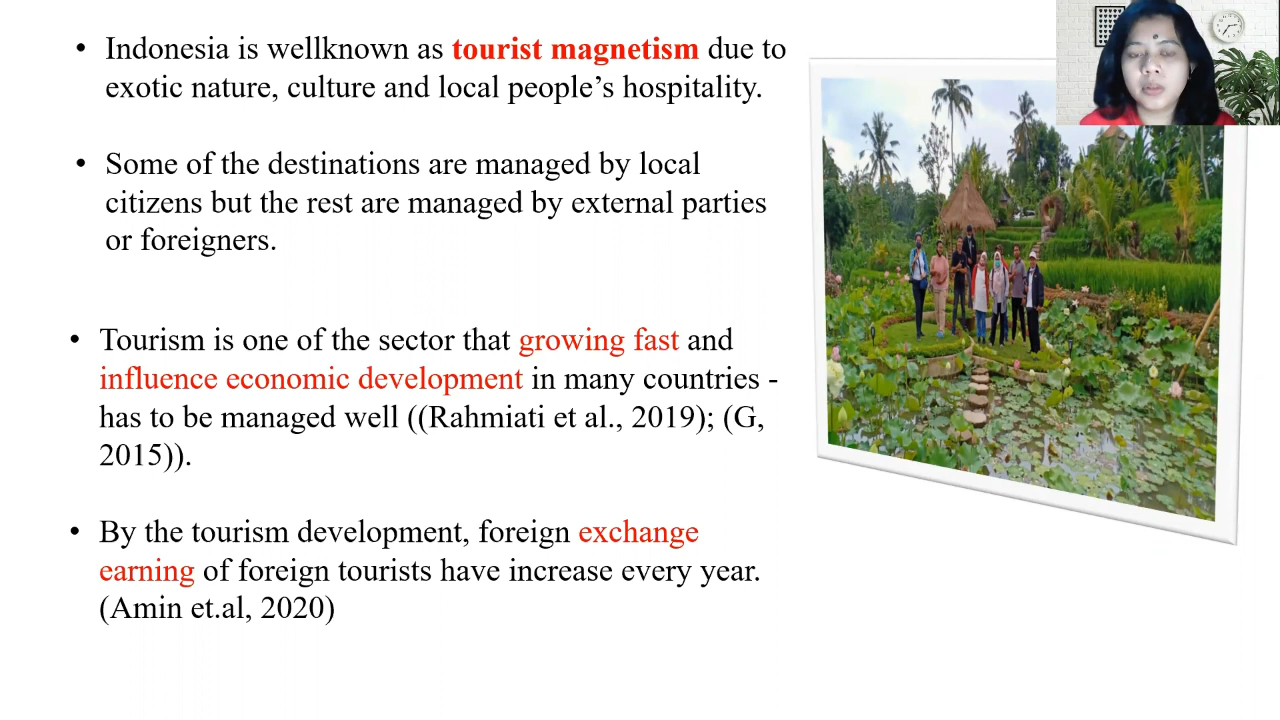 • Indonesia is wellknown as tourist magnetism due to
exotic nature, culture and local people’s hospitality.
• Some of the destinations are managed by local
citizens but the rest are managed by external parties
or foreigners.
• Tourism is one of the sector that growing fast and
influence economic development in many countries -
has to be managed well ((Rahmiati et al., 2019); (G,
2015)).
• By the tourism development, foreign exchange
earning of foreign tourists have increase every year.
(Amin et.al, 2020)